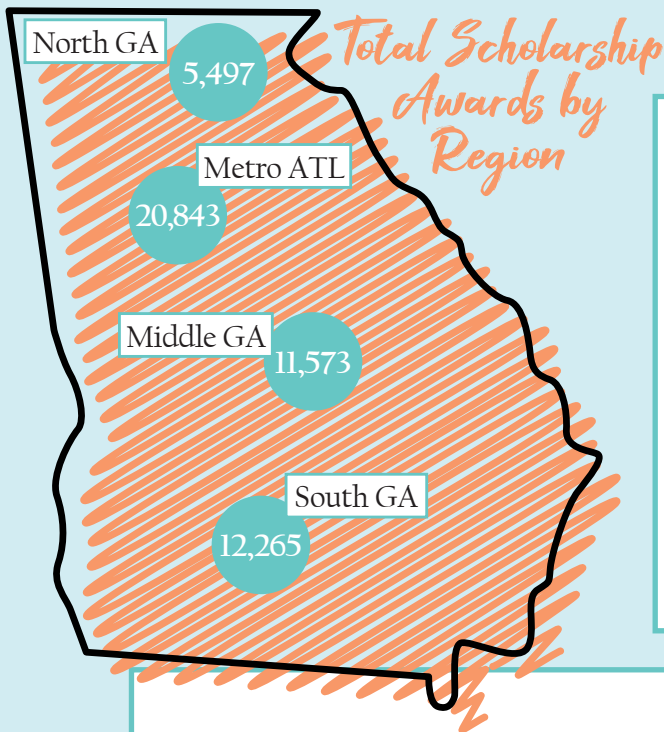 Total Scholarship
Awards by
Region
North GA
5,497
Metro ATL
20,843
Middle GA
11,573
South GA
12,265